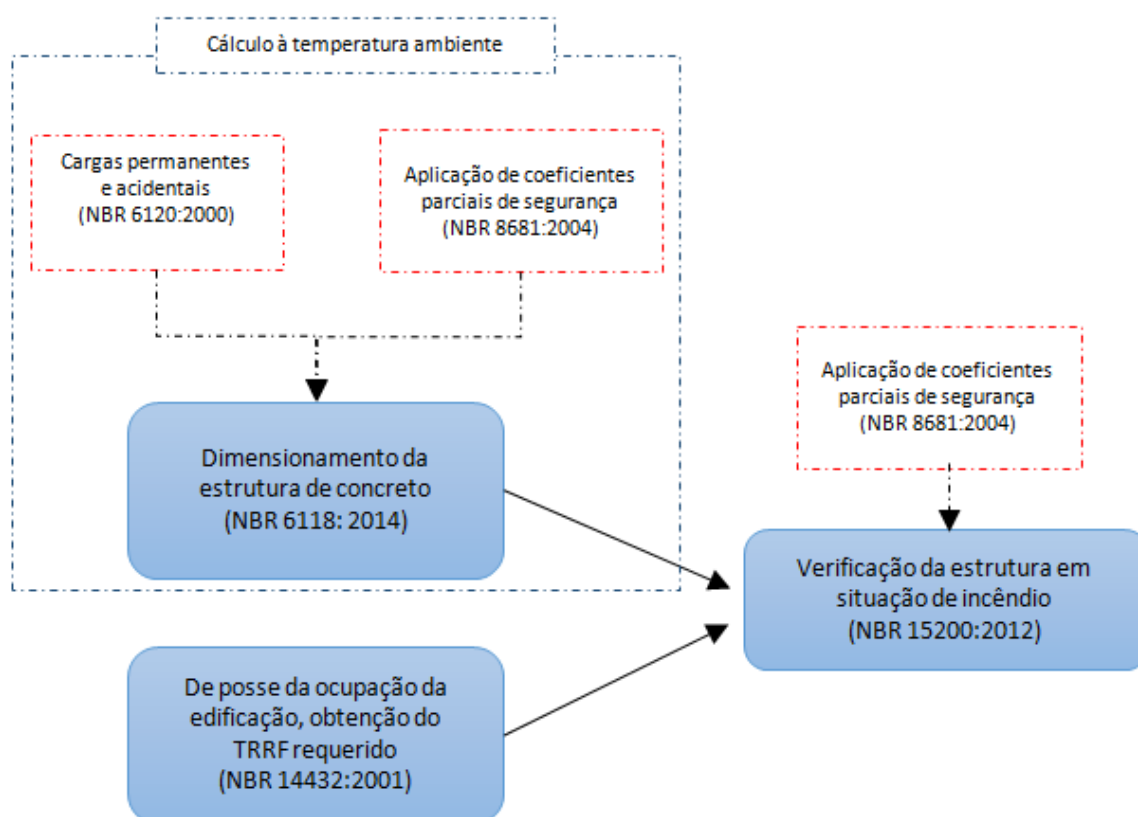 Cálculo à temperatura ambiente
Cargas permanentes
e acidentais
(NBR 6120:2000)
Aplicação de coeficientes
parciais de segurança
(NBR 8681:2004)
Dimensionamento da
estrutura de concreto
(NBR 6118: 2014)
Aplicação de coeficientes
parciais de segurança
(NBR 8681:2004)
Verificação da estrutura em
situação de incêndio
(NBR 15200:2012)
De posse da ocupação da
edificação, obtenção do
TRRF requerido
(NBR 14432:2001)